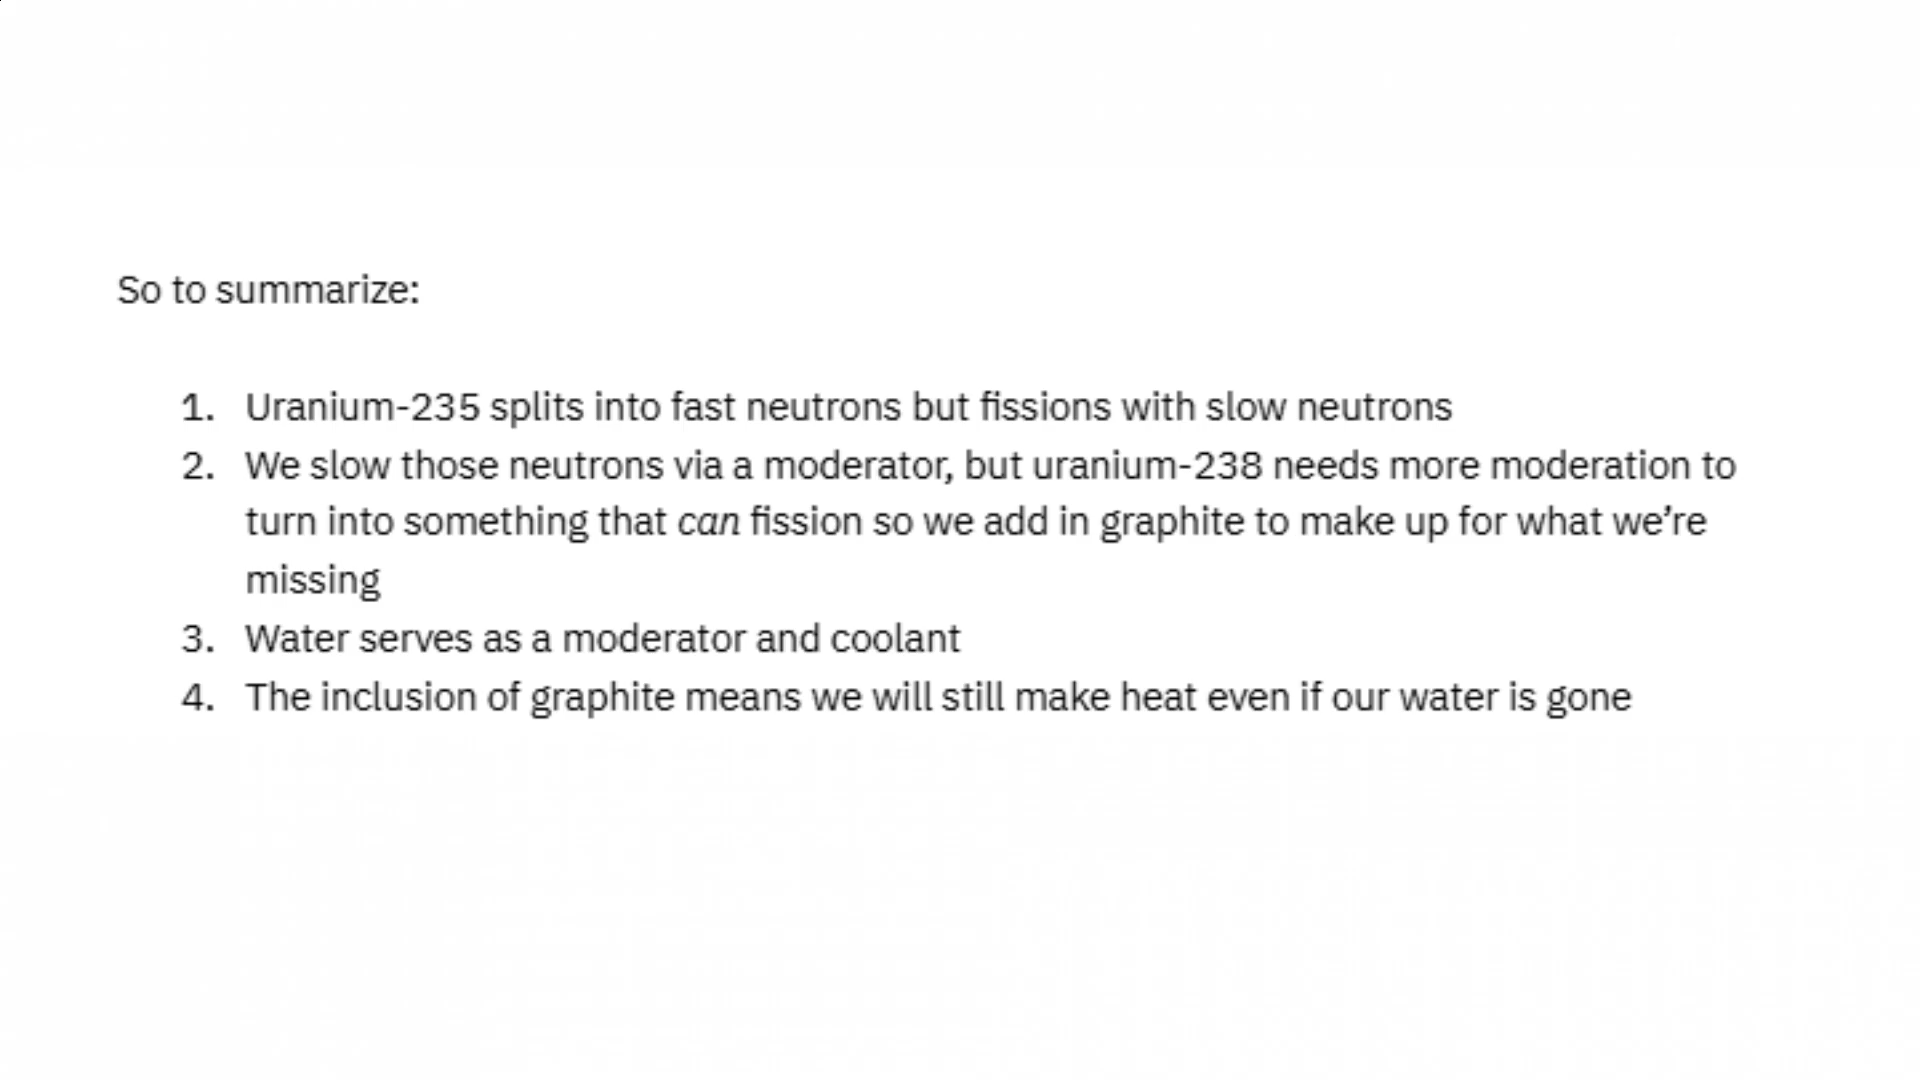 So to summarize:
1. Uranium-235 splits into fast neutrons but fissions with slow neutrons
2. We slow those neutrons via a moderator, but uranium-238 needs more moderation to
turn into something that can fission so we add in graphite to make up for what we’re
missing
3. Water serves as a moderator and coolant
4. The inclusion of graphite means we will still make heat even if our water is gone